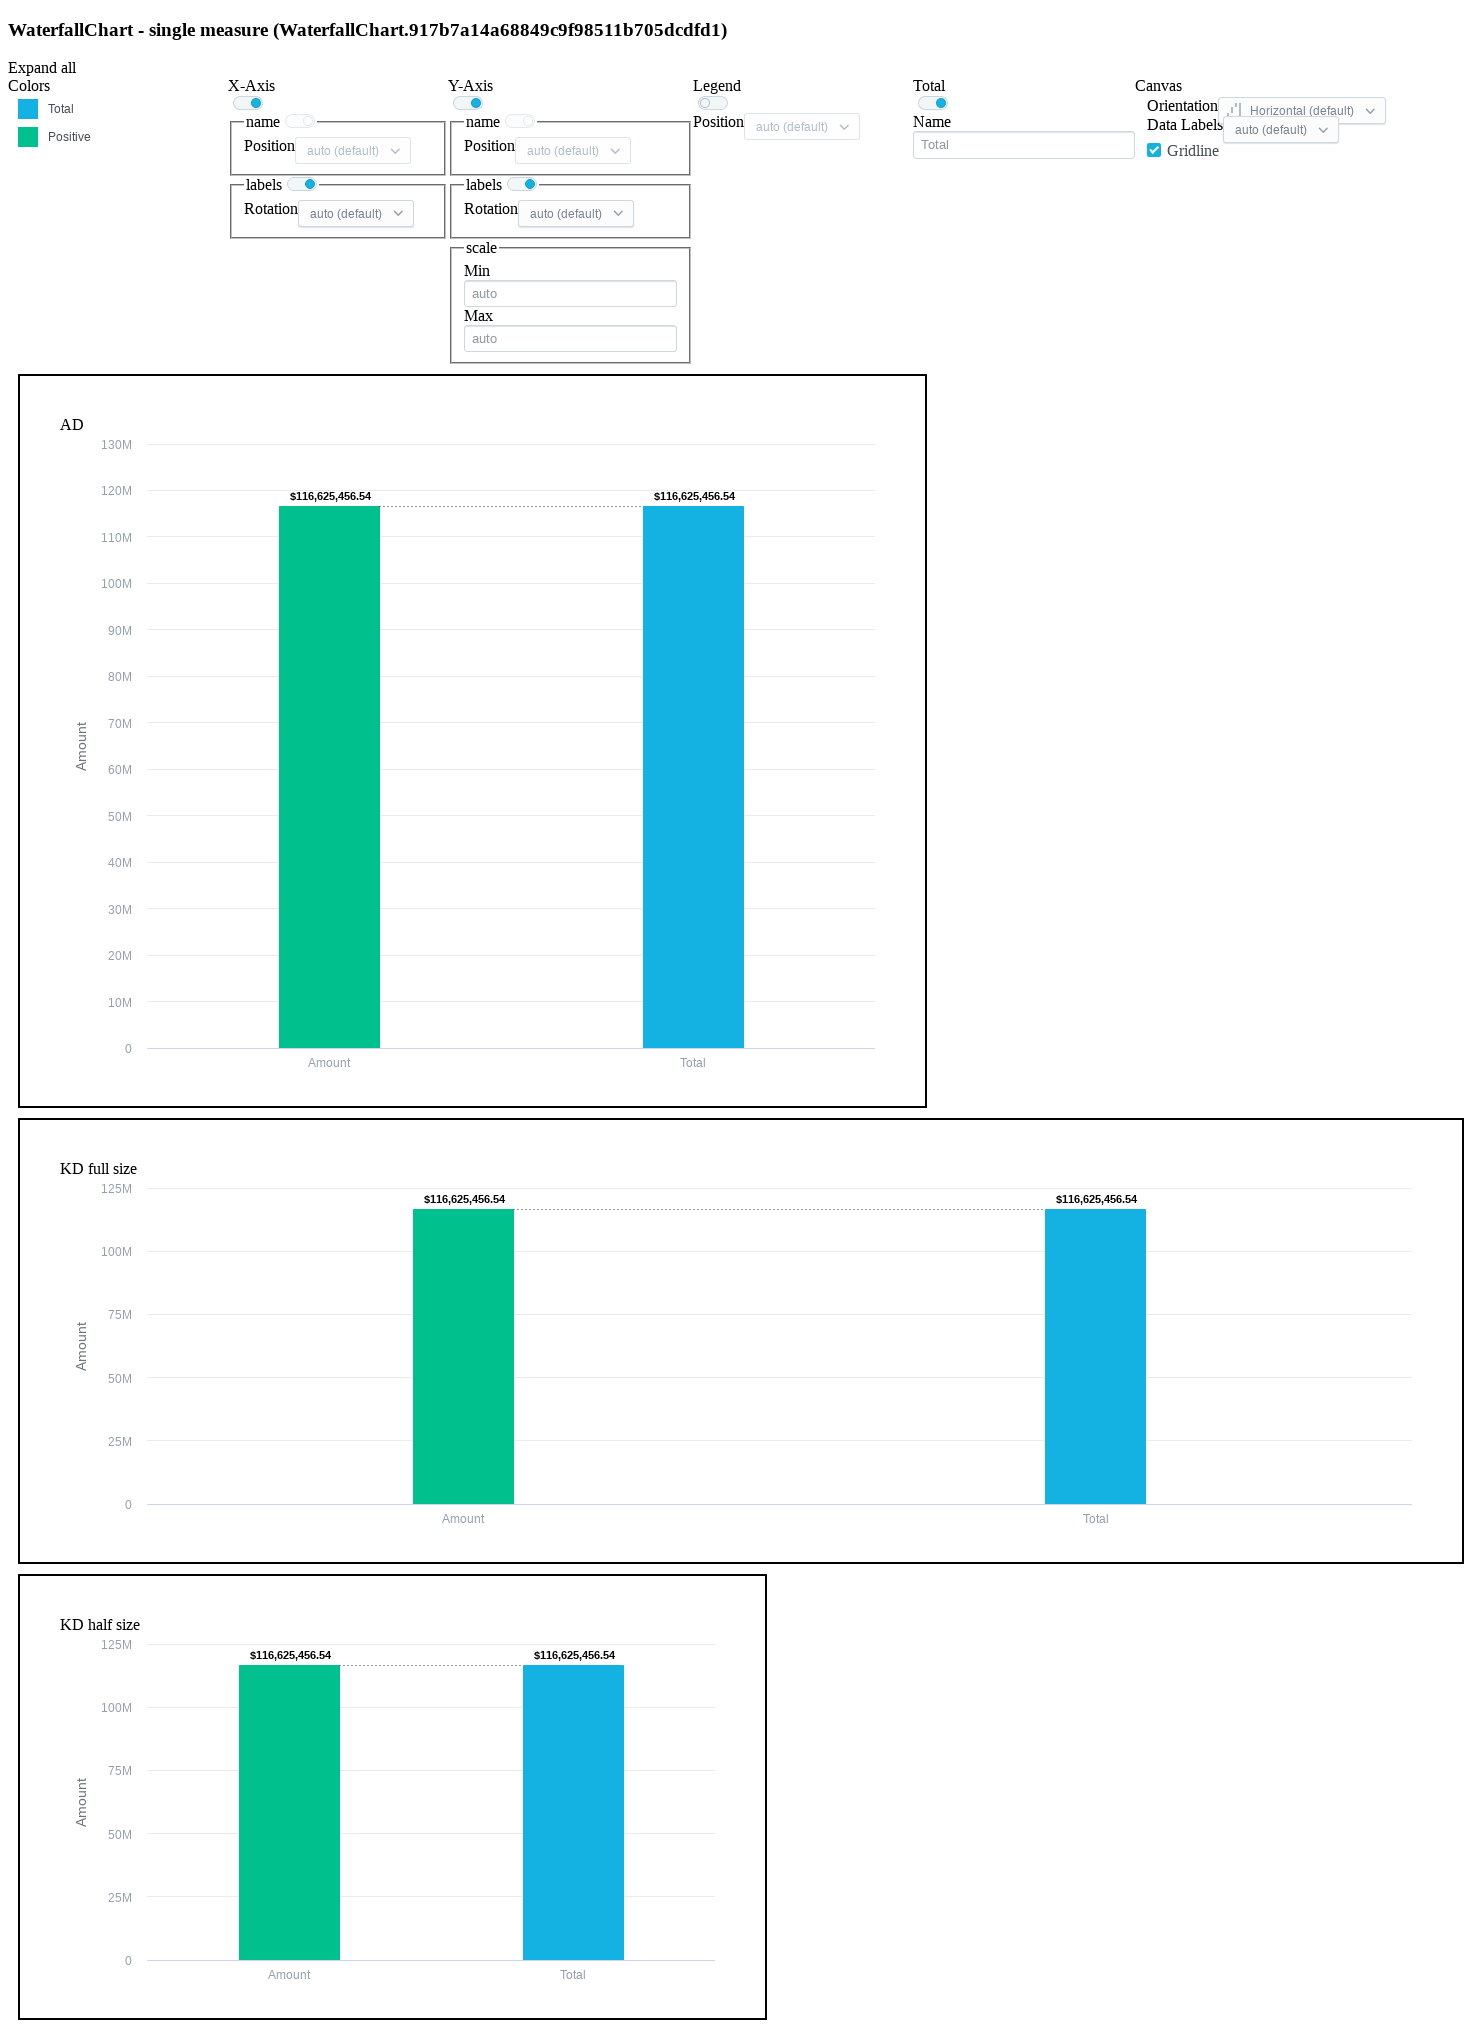 WaterfallChart - single measure (WaterfallChart.917b7a14a68849c9f98511b705dcdfd1)
Expand all
Colors
Total
Positive
X-Axis
name
Position auto (default)
labels
Rotation auto (default)
Y-Axis
name
Position auto (default)
labels
Rotation auto (default)
scale
Min
auto
Max
auto
Legend
Position auto (default)
Total
Name
Total
Canvas
Orientation Horizontal (default)
Data Labels auto (default)
Gridline
AD
130M
120M
110M
100M
90M
80M
70M
60M
50M
40M
30M
20M
10M
0
Amount
$116,625,456.54 $116,625,456.54
Amount Total
KD full size
125M
100M
75M
50M
25M
0
Amount
$116,625,456.54 $116,625,456.54
Amount Total
KD half size
125M
100M
75M
50M
25M
0
Amount
$116,625,456.54 $116,625,456.54
Amount Total